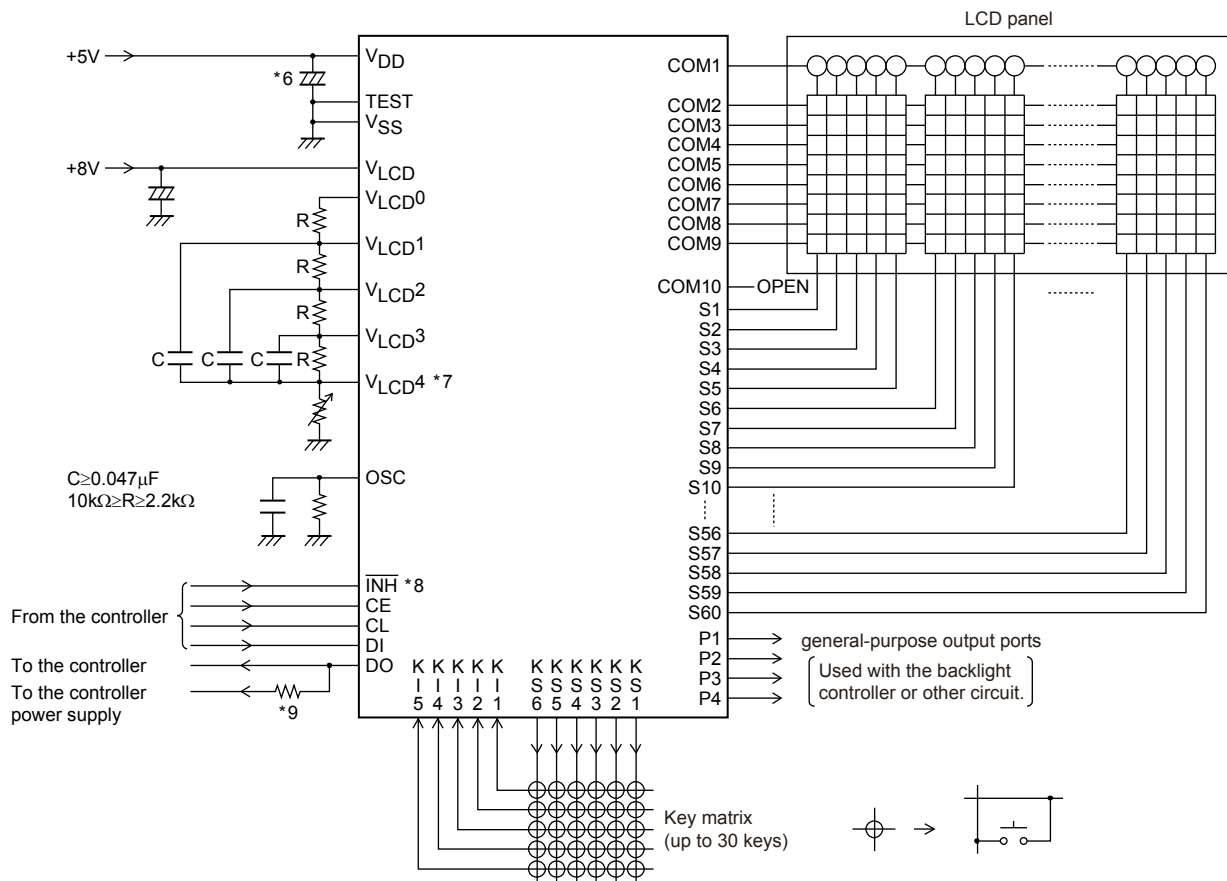 LCD panel
+5V
VDD
COM1
*6
TEST
VSS
COM2
COM3
COM4
COM5
COM6
COM7
COM8
COM9
+8V
VLCD
VLCD0
R
VLCD1
R
VLCD2
R
VLCD3
C
C
C
R
VLCD4 *7
COM10
OPEN
S1
S2
S3
S4
S5
S6
S7
S8
S9
S10
C≥0.047μF
10kΩ≥R≥2.2kΩ
OSC
S56
S57
S58
S59
S60
From the controller
INH *8
CE
CL
DI
To the controller
DO
To the controller
power supply
*9
P1
P2
P3
P4
general-purpose output ports
Used with the backlight
controller or other circuit.
K K K K K K K K K K K
I I I I I S S S S S S
5 4 3 2 1 6 5 4 3 2 1
Key matrix
(up to 30 keys)